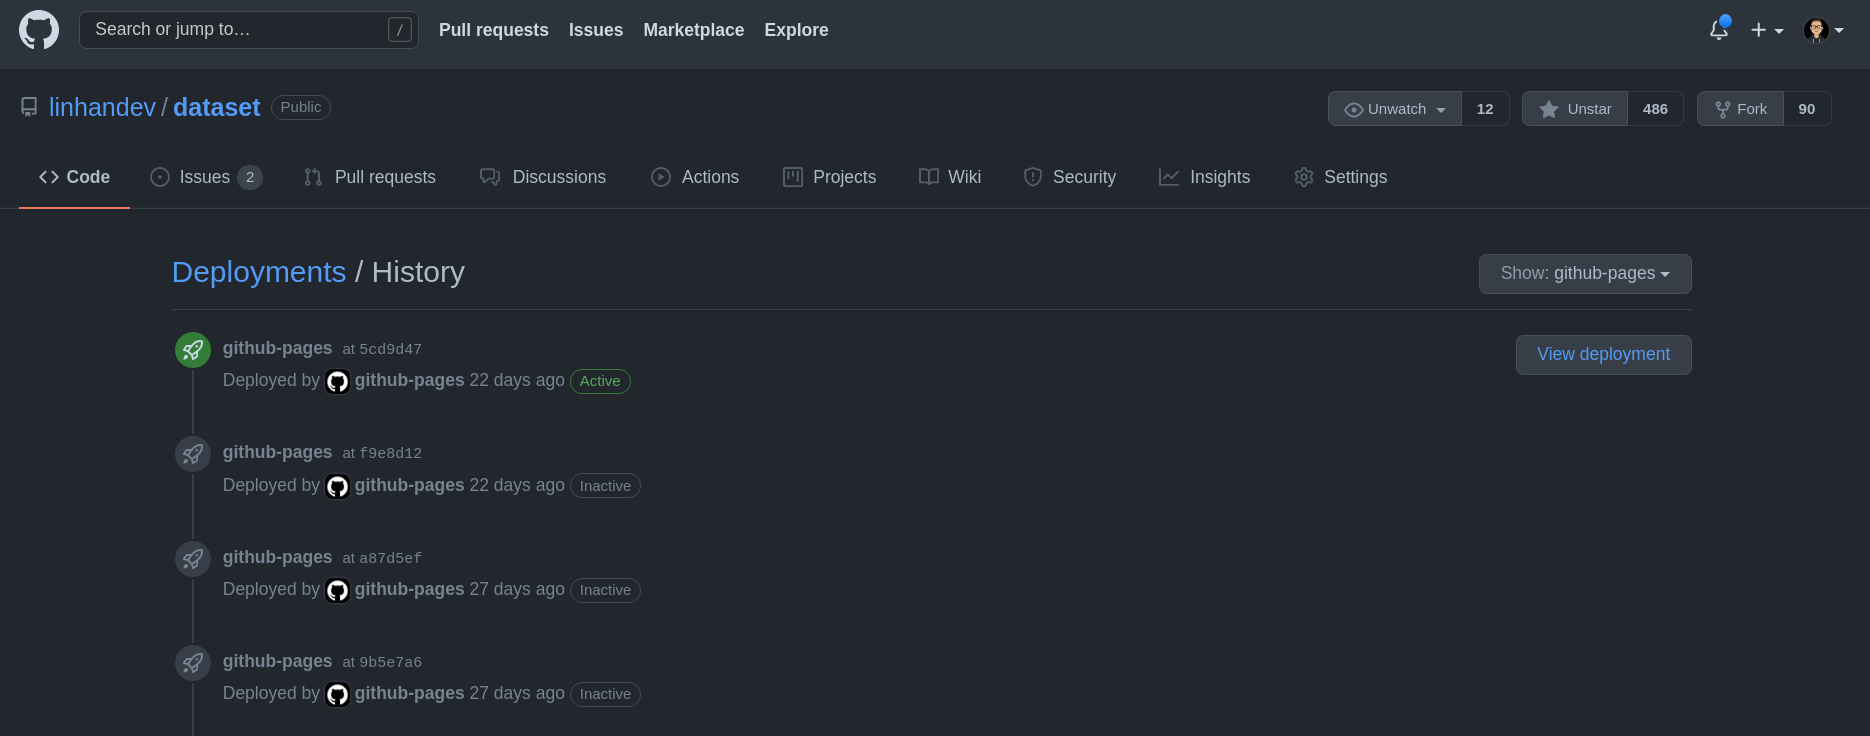 Search or jump to… / Pull requests Issues Marketplace Explore
linhandev / dataset Public Unwatch 12 Unstar 486 Fork 90
Code Issues 2 Pull requests Discussions Actions Projects Wiki Security Insights Settings
Deployments / History Show: github-pages
github-pages at 5cd9d47 View deployment
Deployed by github-pages 22 days ago Active
github-pages at f9e8d12
Deployed by github-pages 22 days ago Inactive
github-pages at a87d5ef
Deployed by github-pages 27 days ago Inactive
github-pages at 9b5e7a6
Deployed by github-pages 27 days ago Inactive